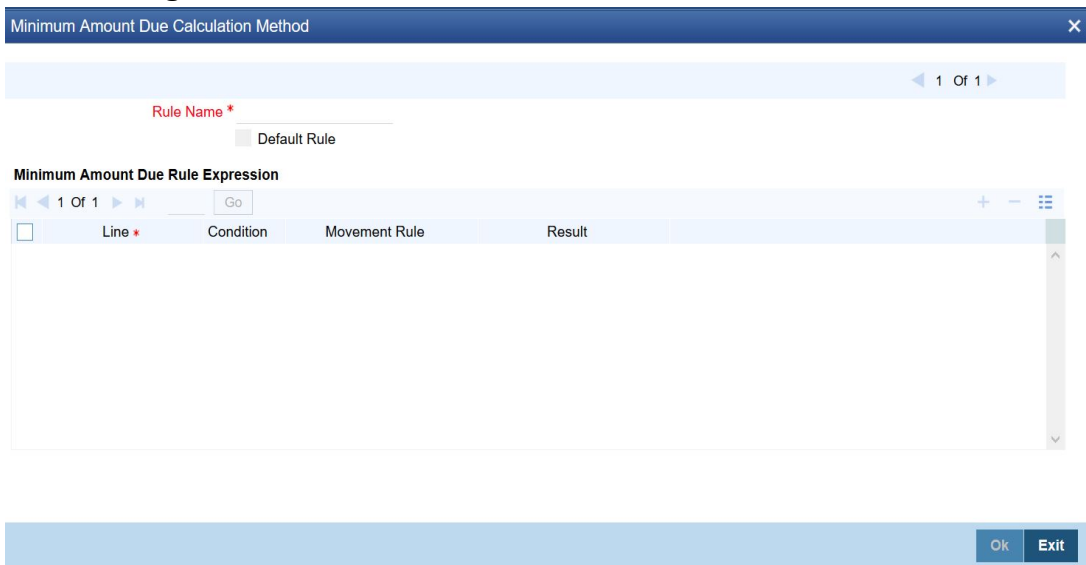 Minimum Amount Due Calculation Method
1 Of 1
Rule Name *
Default Rule
Minimum Amount Due Rule Expression
1 Of 1 Go
Line * Condition Movement Rule Result
Ok Exit